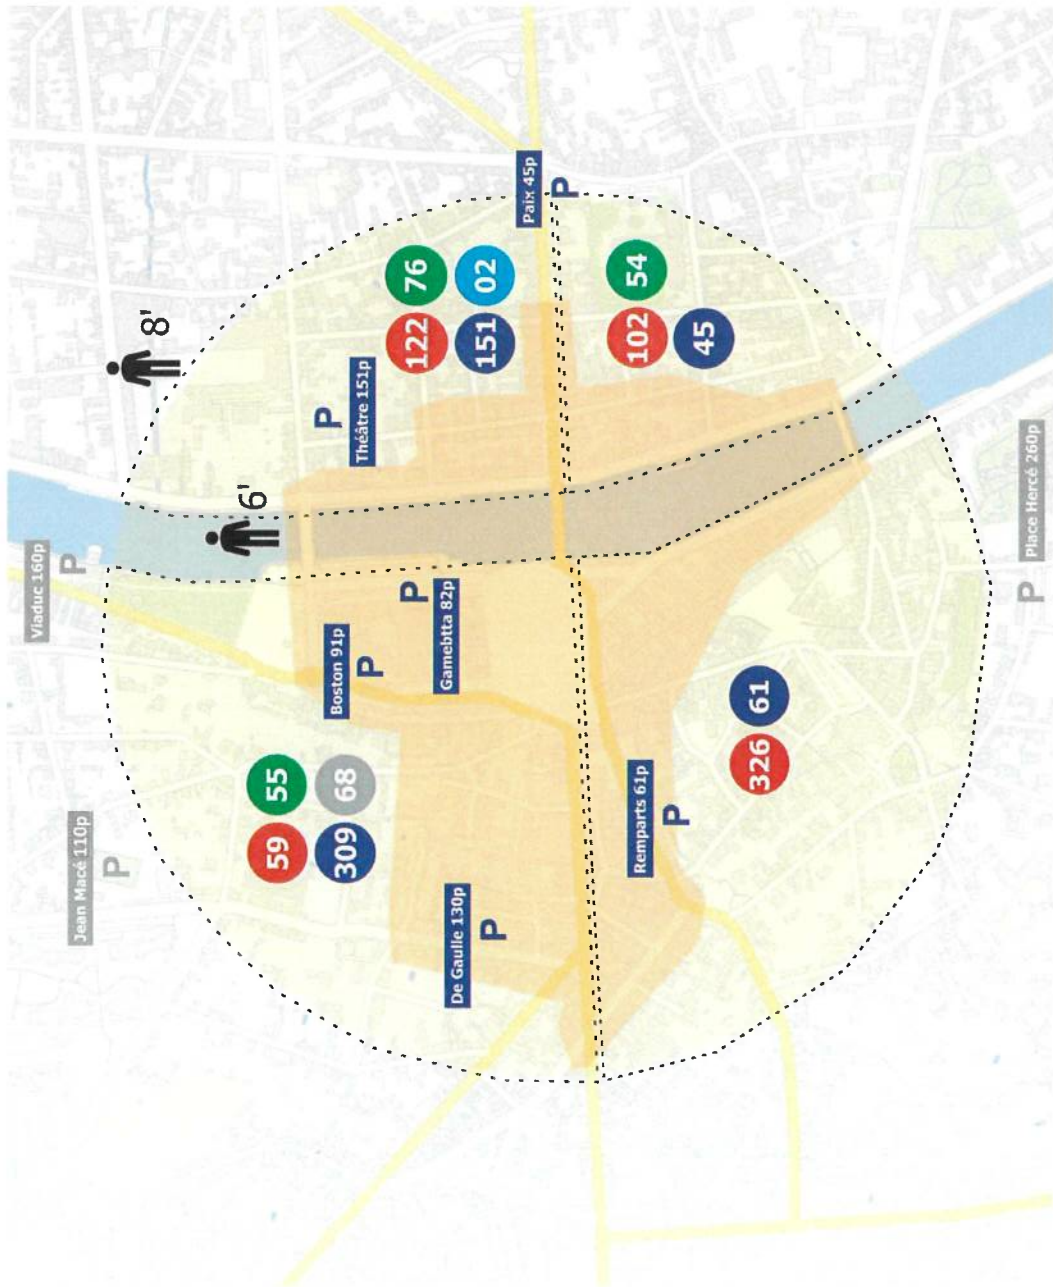 Viaduc 160p
P
Jean Macé 110p
P
8'
6'
59 55
309 68
Boston 91p
P
P
Théâtre 151p
122 76
151 02
P
Gamebtta 82p
De Gaulle 130p
P
Paix 45p
P
102 54
45
Remparts 61p
P
326 61
Place Hercé 260p
P